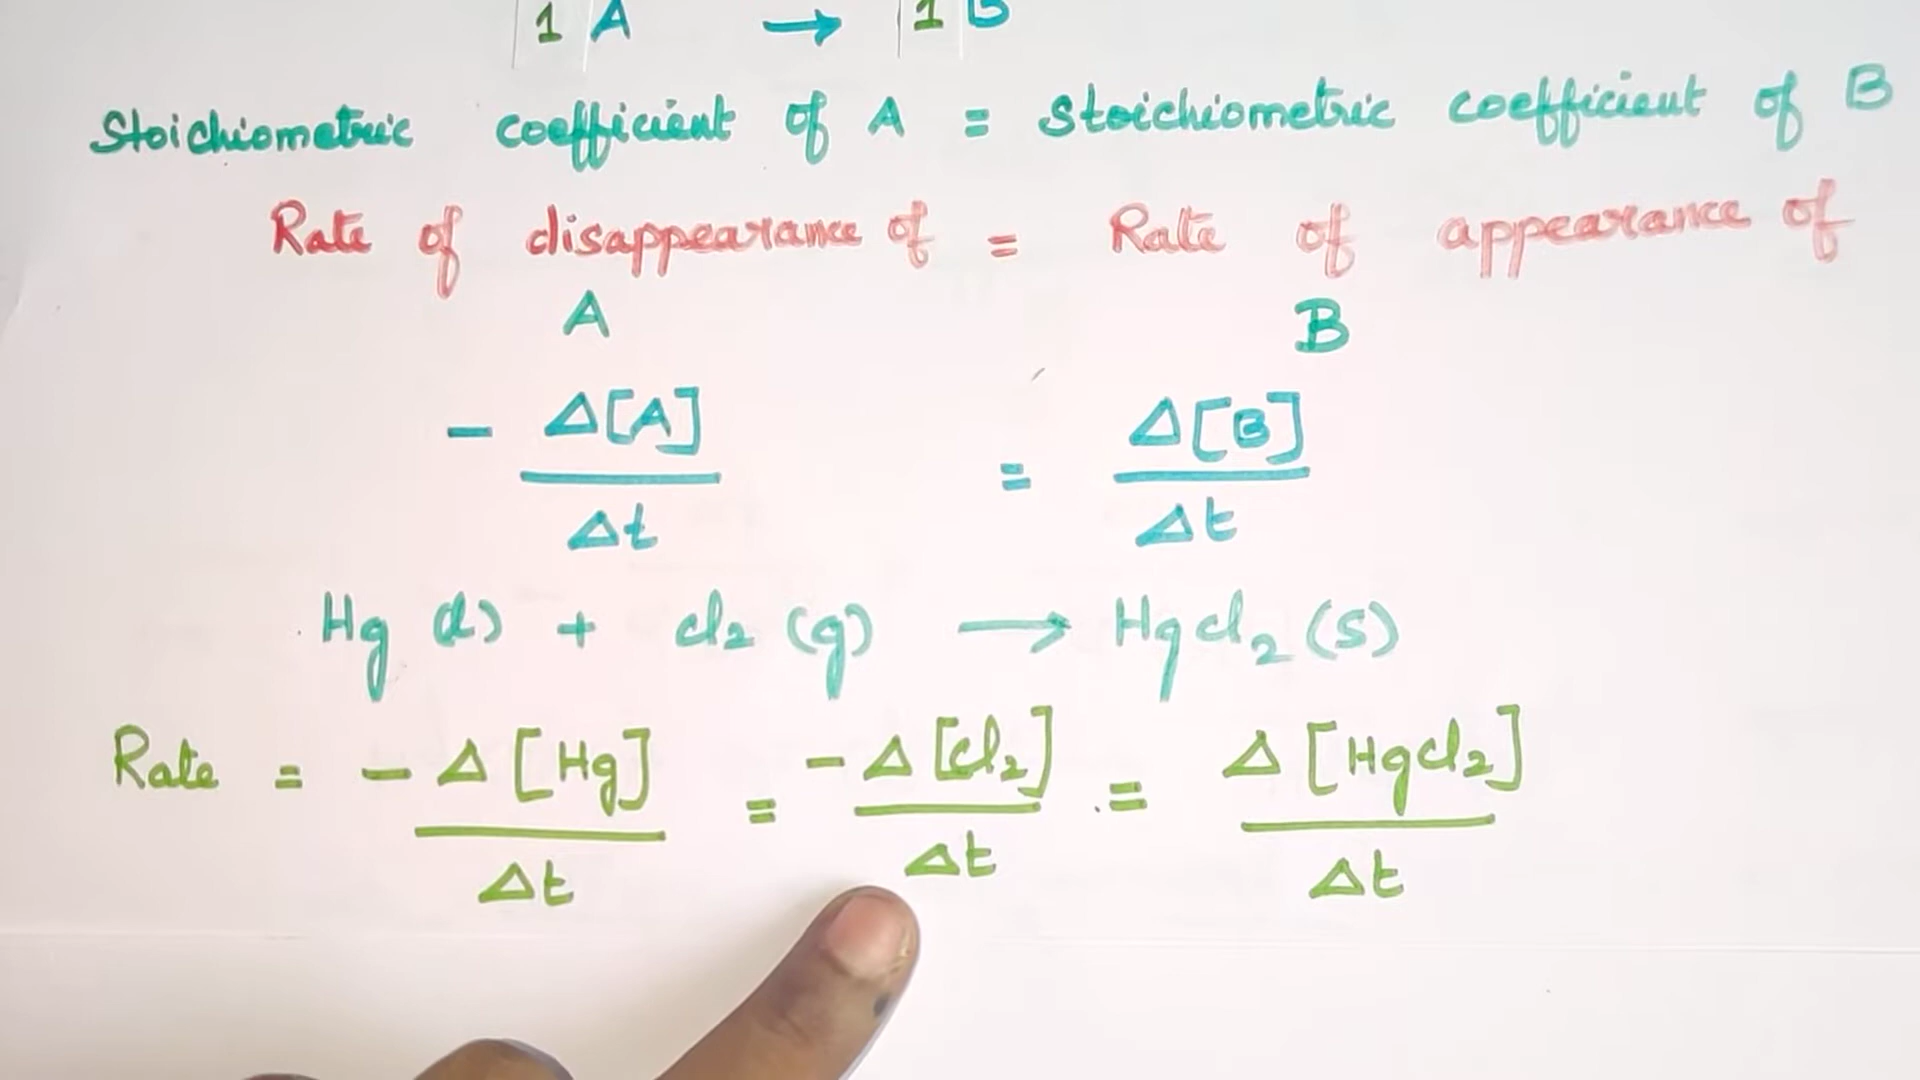 1 A → 1 B
Stoichiometric coefficient of A = Stoichiometric coefficient of B
Rate of disappearance of = Rate of appearance of
A B
- Δ[A] / Δt = Δ[B] / Δt
Hg (l) + Cl₂ (g) → HgCl₂ (s)
Rate = - Δ [Hg] / Δt = - Δ [Cl₂] / Δt = Δ [HgCl₂] / Δt